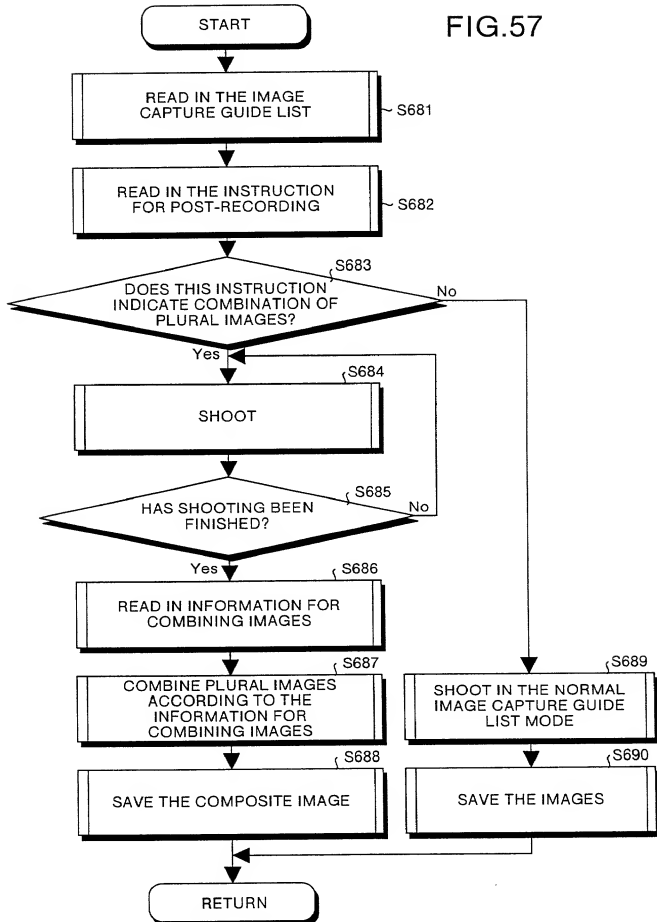 START
FIG.57
READ IN THE IMAGE
CAPTURE GUIDE LIST
S681
READ IN THE INSTRUCTION
FOR POST-RECORDING
S682
S683
DOES THIS INSTRUCTION
INDICATE COMBINATION OF
PLURAL IMAGES?
No
Yes
S684
SHOOT
S685
HAS SHOOTING BEEN
FINISHED?
No
Yes
S686
READ IN INFORMATION FOR
COMBINING IMAGES
S687
COMBINE PLURAL IMAGES
ACCORDING TO THE
INFORMATION FOR
COMBINING IMAGES
S688
SAVE THE COMPOSITE IMAGE
S689
SHOOT IN THE NORMAL
IMAGE CAPTURE GUIDE
LIST MODE
S690
SAVE THE IMAGES
RETURN